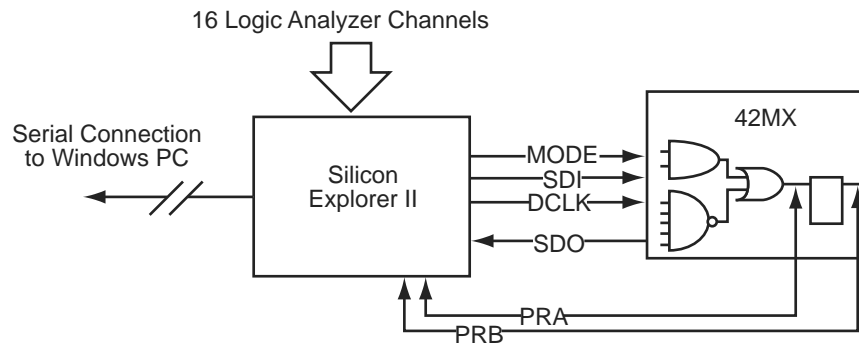 16 Logic Analyzer Channels
Serial Connection
to Windows PC
Silicon
Explorer II
MODE
SDI
DCLK
SDO
42MX
PRA
PRB